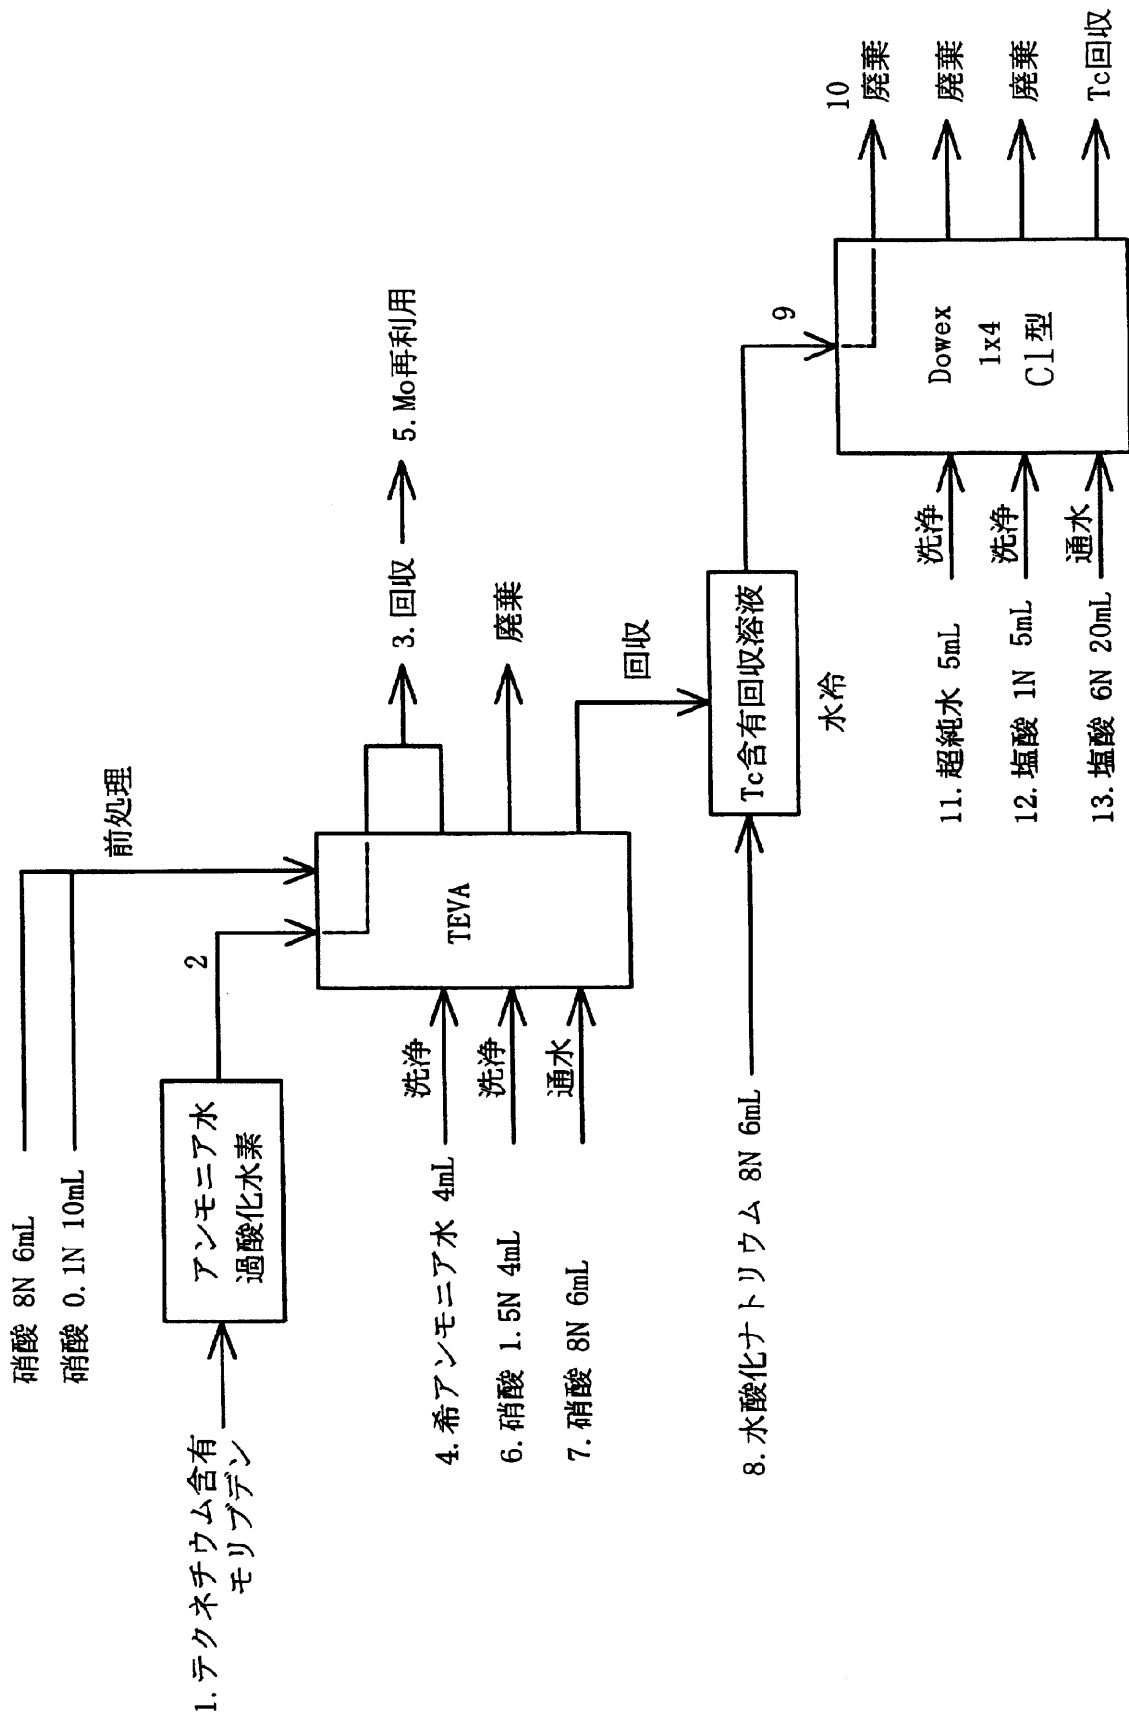 硝酸 8N 6mL
硝酸 0.1N 10mL
前処理
1.テクネチウム含有
モリブデン
アンモニア水
過酸化水素
2
TEVA
3.回収
5.Mo再利用
4.希アンモニア水 4mL
洗浄
6.硝酸 1.5N 4mL
洗浄
廃棄
7.硝酸 8N 6mL
通水
回収
8.水酸化ナトリウム 8N 6mL
Tc含有回収溶液
水冷
9
Dowex
1x4
Cl型
10
廃棄
11.超純水 5mL
洗浄
廃棄
12.塩酸 1N 5mL
洗浄
廃棄
13.塩酸 6N 20mL
通水
Tc回収